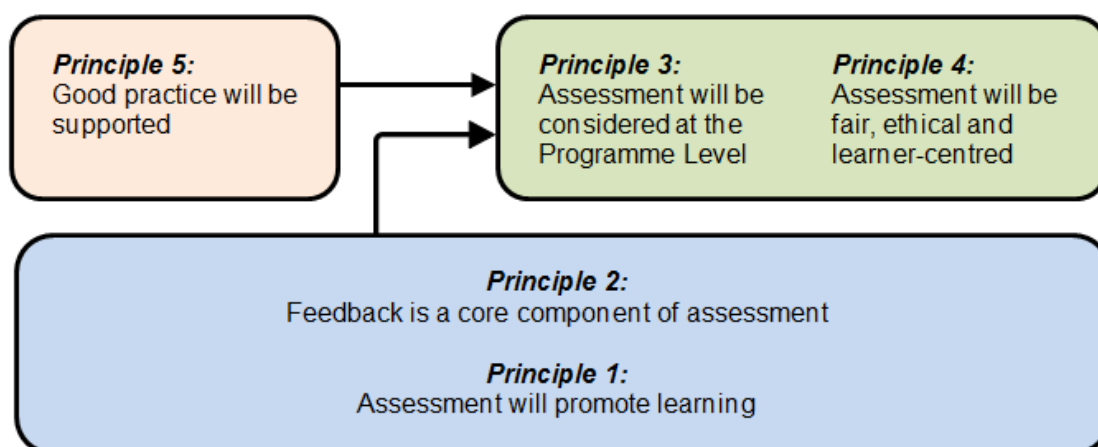 Principle 5:
Good practice will be
supported
Principle 3:
Assessment will be
considered at the
Programme Level
Principle 4:
Assessment will be
fair, ethical and
learner-centred
Principle 2:
Feedback is a core component of assessment
Principle 1:
Assessment will promote learning